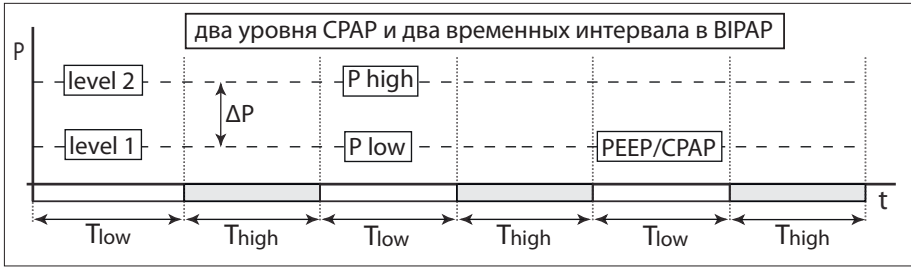 два уровня CPAP и два временных интервала в BIPAP
P
level 2
P high
ΔP
level 1
P low
PEEP/CPAP
t
Tlow
Thigh
Tlow
Thigh
Tlow
Thigh